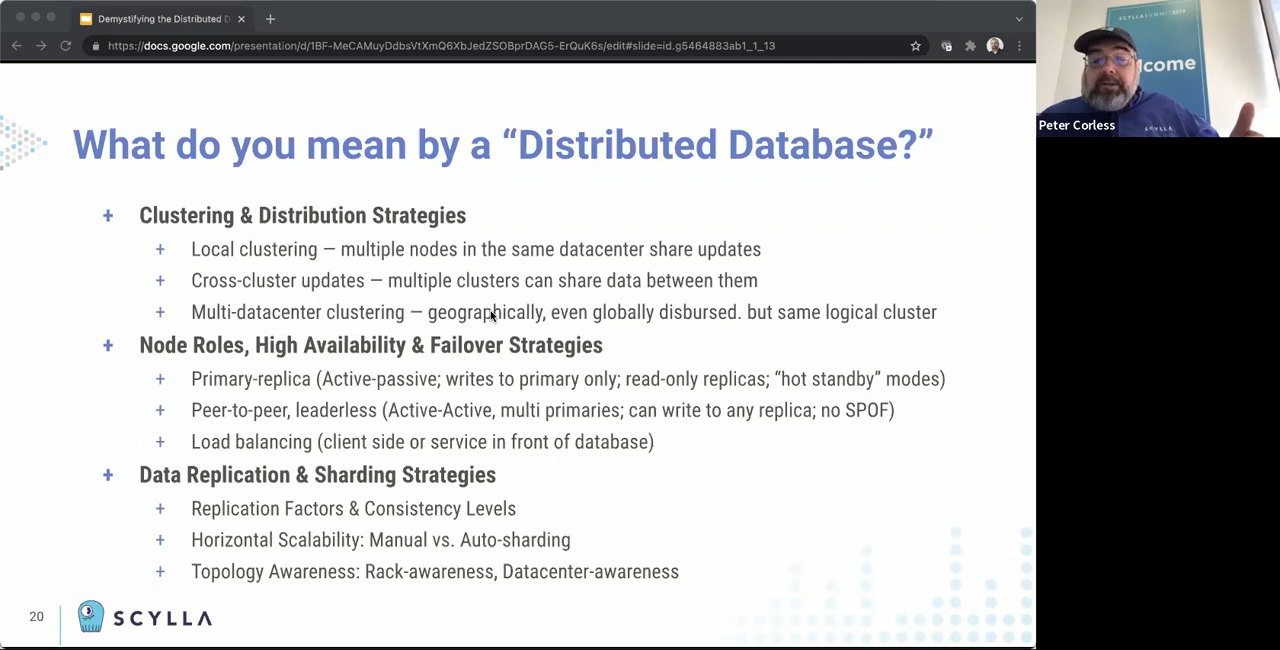 Demystifying the Distributed D
https://docs.google.com/presentation/d/1BF-MeCAMuyDdbsVtXmQ6XbJedZSOBprDAG5-ErQuK6s/edit#slide=id.g5464883ab1_1_13
SCYLLA SUMMIT 2019
lcome
SCYLLA
Peter Corless
What do you mean by a “Distributed Database?”
+ Clustering & Distribution Strategies
+ Local clustering — multiple nodes in the same datacenter share updates
+ Cross-cluster updates — multiple clusters can share data between them
+ Multi-datacenter clustering — geographically, even globally disbursed. but same logical cluster
+ Node Roles, High Availability & Failover Strategies
+ Primary-replica (Active-passive; writes to primary only; read-only replicas; “hot standby” modes)
+ Peer-to-peer, leaderless (Active-Active, multi primaries; can write to any replica; no SPOF)
+ Load balancing (client side or service in front of database)
+ Data Replication & Sharding Strategies
+ Replication Factors & Consistency Levels
+ Horizontal Scalability: Manual vs. Auto-sharding
+ Topology Awareness: Rack-awareness, Datacenter-awareness
20
SCYLLA